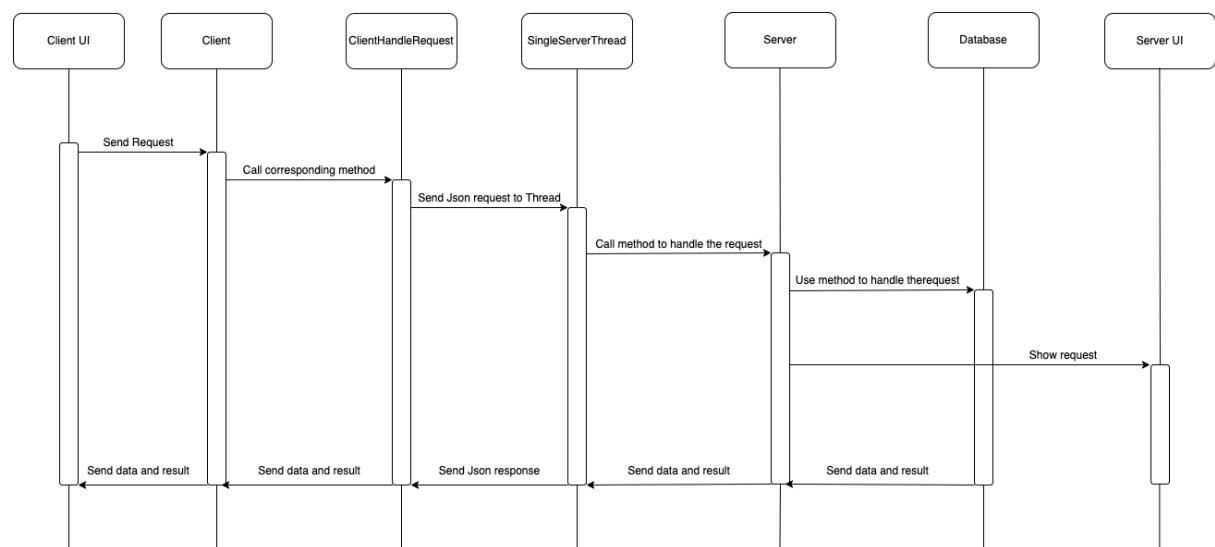 Client UI
Client
ClientHandleRequest
SingleServerThread
Server
Database
Server UI
Send Request
Call corresponding method
Send Json request to Thread
Call method to handle the request
Use method to handle therequest
Show request
Send data and result
Send data and result
Send Json response
Send data and result
Send data and result